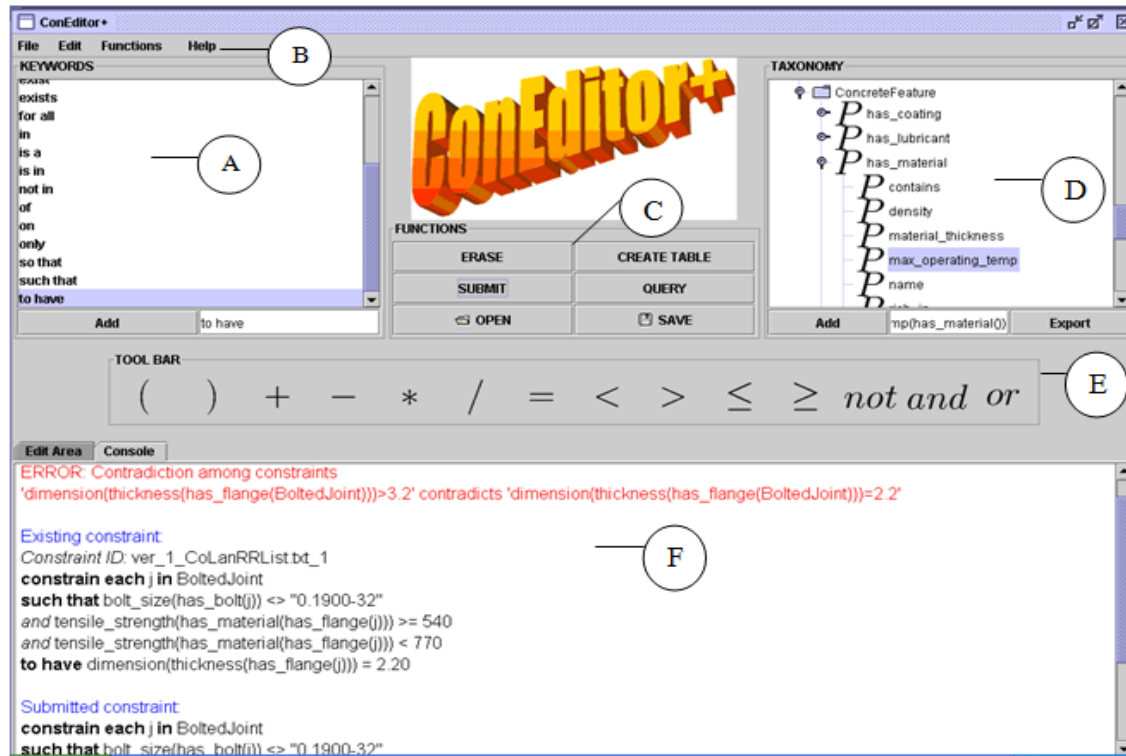 ConEditor+
File Edit Functions Help
B
KEYWORDS
exist
exists
for all
in
is a
is in
not in
of
on
only
so that
such that
to have
Add to have
A
ConEditor+
C
FUNCTIONS
ERASE CREATE TABLE
SUBMIT QUERY
OPEN SAVE
TAXONOMY
ConcreteFeature
P has_coating
P has_lubricant
P has_material
P contains
P density
P material_thickness
P max_operating_temp
P name
P
Add mp(has_material()) Export
D
TOOL BAR
( ) + − * / = < > ≤ ≥ not and or
E
Edit Area Console
ERROR: Contradiction among constraints
'dimension(thickness(has_flange(BoltedJoint)))>3.2' contradicts 'dimension(thickness(has_flange(BoltedJoint)))=2.2'
Existing constraint:
Constraint ID: ver_1_CoLanRRList.txt_1
constrain each j in BoltedJoint
such that bolt_size(has_bolt(j)) <> "0.1900-32"
and tensile_strength(has_material(has_flange(j))) >= 540
and tensile_strength(has_material(has_flange(j))) < 770
to have dimension(thickness(has_flange(j))) = 2.20
Submitted constraint:
constrain each j in BoltedJoint
such that bolt_size(has_bolt(j)) <> "0.1900-32"
F